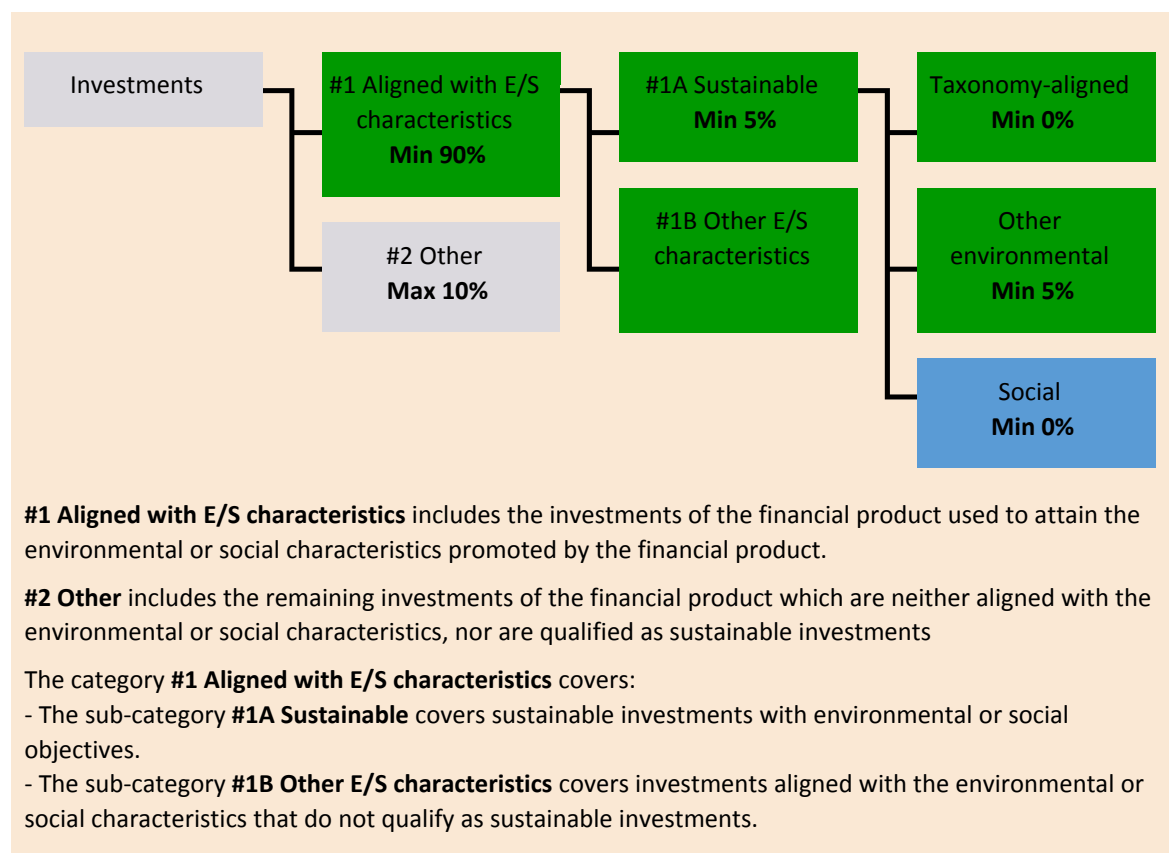 Investments
#1 Aligned with E/S
characteristics
Min 90%
#2 Other
Max 10%
#1A Sustainable
Min 5%
#1B Other E/S
characteristics
Taxonomy-aligned
Min 0%
Other
environmental
Min 5%
Social
Min 0%
#1 Aligned with E/S characteristics includes the investments of the financial product used to attain the
environmental or social characteristics promoted by the financial product.
#2 Other includes the remaining investments of the financial product which are neither aligned with the
environmental or social characteristics, nor are qualified as sustainable investments
The category #1 Aligned with E/S characteristics covers:
- The sub-category #1A Sustainable covers sustainable investments with environmental or social
objectives.
- The sub-category #1B Other E/S characteristics covers investments aligned with the environmental or
social characteristics that do not qualify as sustainable investments.